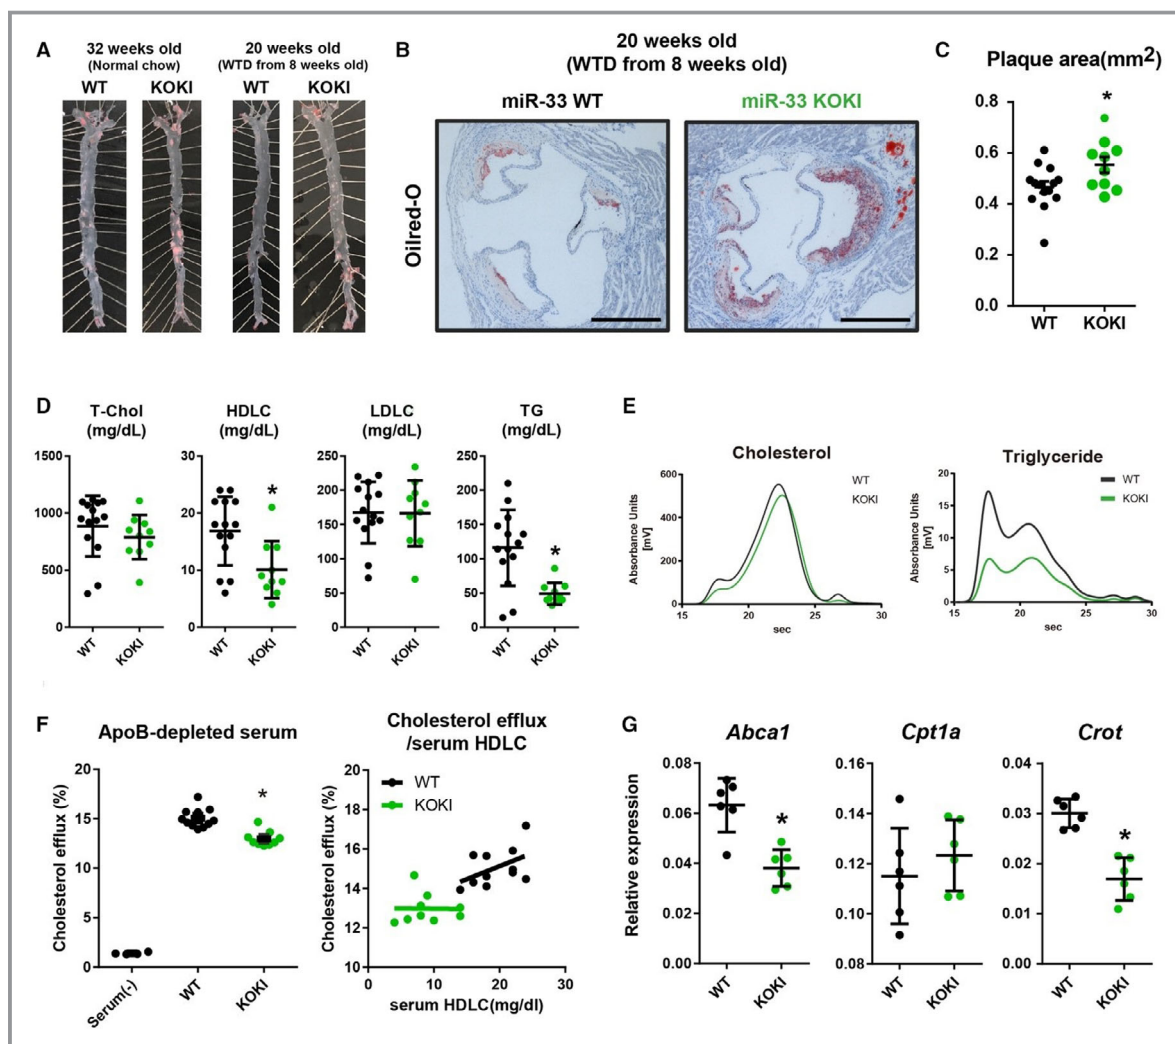 A
32 weeks old
(Normal chow)
20 weeks old
(WTD from 8 weeks old)
WT
KOKI
WT
KOKI
B
20 weeks old
(WTD from 8 weeks old)
miR-33 WT
miR-33 KOKI
Oilred-O
C
Plaque area(mm2)
*
0.8
0.6
0.4
0.2
0.0
WT
KOKI
D
T-Chol
(mg/dL)
1500
1000
500
0
WT
KOKI
HDLC
(mg/dL)
30
20
10
0
*
WT
KOKI
LDLC
(mg/dL)
250
200
150
100
50
0
WT
KOKI
TG
(mg/dL)
250
200
150
100
50
0
*
WT
KOKI
E
Cholesterol
WT
KOKI
Absorbance Units
[mV]
600
400
200
0
15
20
25
30
sec
Triglyceride
WT
KOKI
Absorbance Units
[mV]
20
15
10
5
0
15
20
25
30
sec
F
ApoB-depleted serum
Cholesterol efflux (%)
20
15
10
5
0
*
Serum(-)
WT
KOKI
Cholesterol efflux
/serum HDLC
WT
KOKI
Cholesterol efflux (%)
20
18
16
14
12
10
0
10
20
30
serum HDLC(mg/dl)
G
Abca1
Relative expression
0.08
0.06
0.04
0.02
0.00
*
WT
KOKI
Cpt1a
0.16
0.14
0.12
0.10
0.08
WT
KOKI
Crot
0.04
0.03
0.02
0.01
0.00
*
WT
KOKI